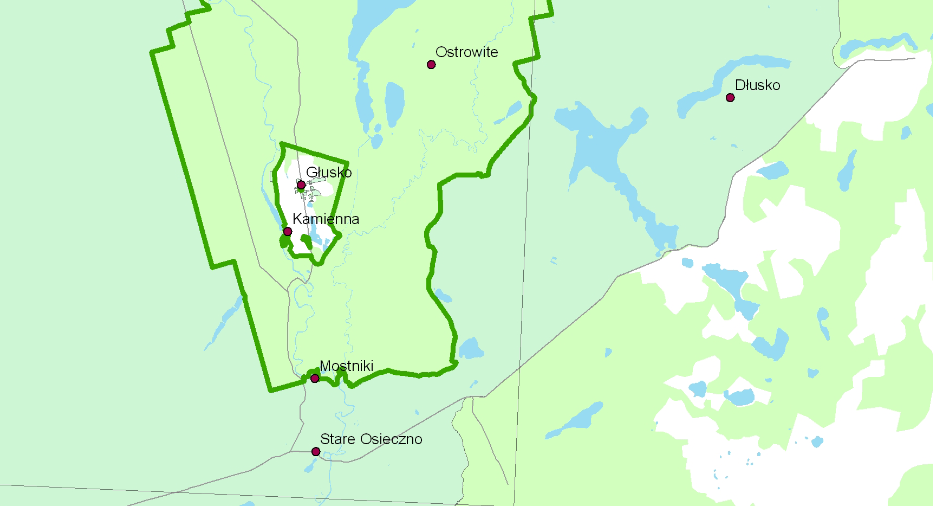 Ostrowite
Dłusko
Głusko
Kamienna
Mostniki
Stare Osieczno